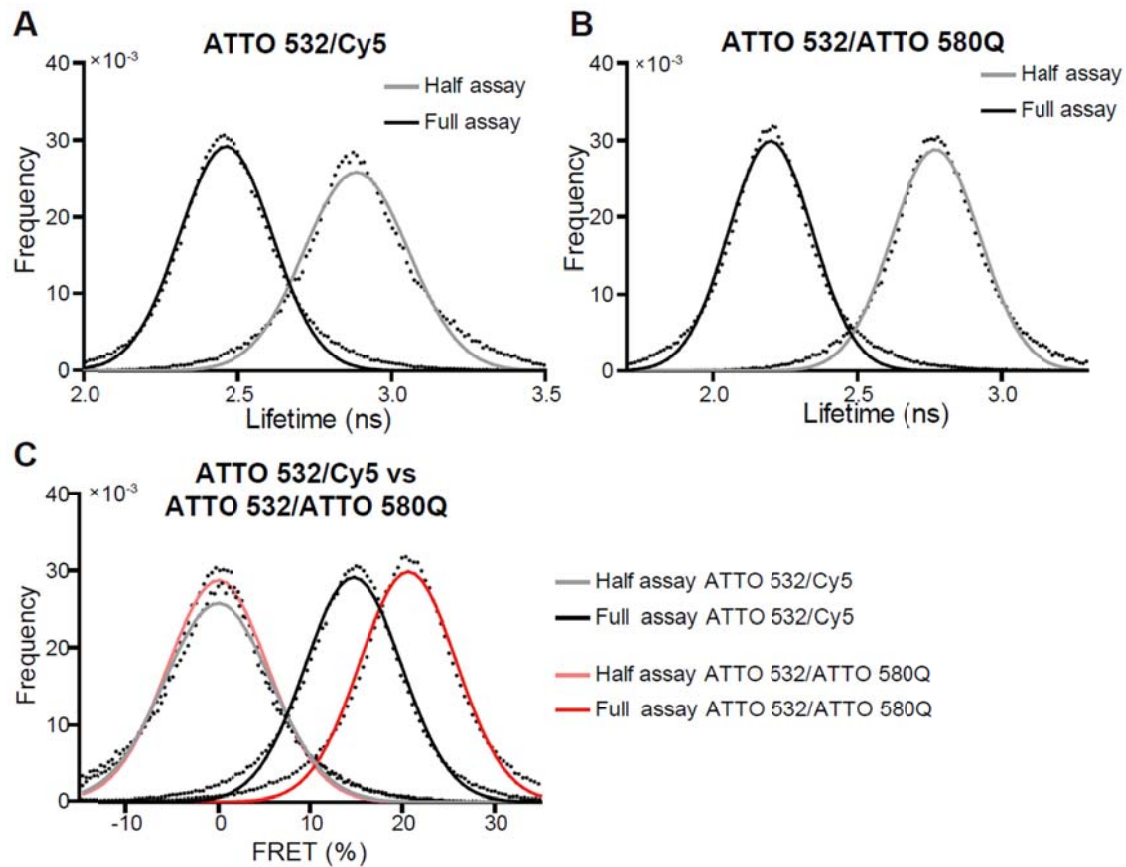 A
ATTO 532/Cy5
×10-3
40
30
20
10
0
Frequency
Half assay
Full assay
2.0 2.5 3.0 3.5
Lifetime (ns)
B
ATTO 532/ATTO 580Q
×10-3
40
30
20
10
0
Frequency
Half assay
Full assay
2.0 2.5 3.0
Lifetime (ns)
C
ATTO 532/Cy5 vs
ATTO 532/ATTO 580Q
×10-3
40
30
20
10
0
Frequency
-10 0 10 20 30
FRET (%)
Half assay ATTO 532/Cy5
Full assay ATTO 532/Cy5
Half assay ATTO 532/ATTO 580Q
Full assay ATTO 532/ATTO 580Q